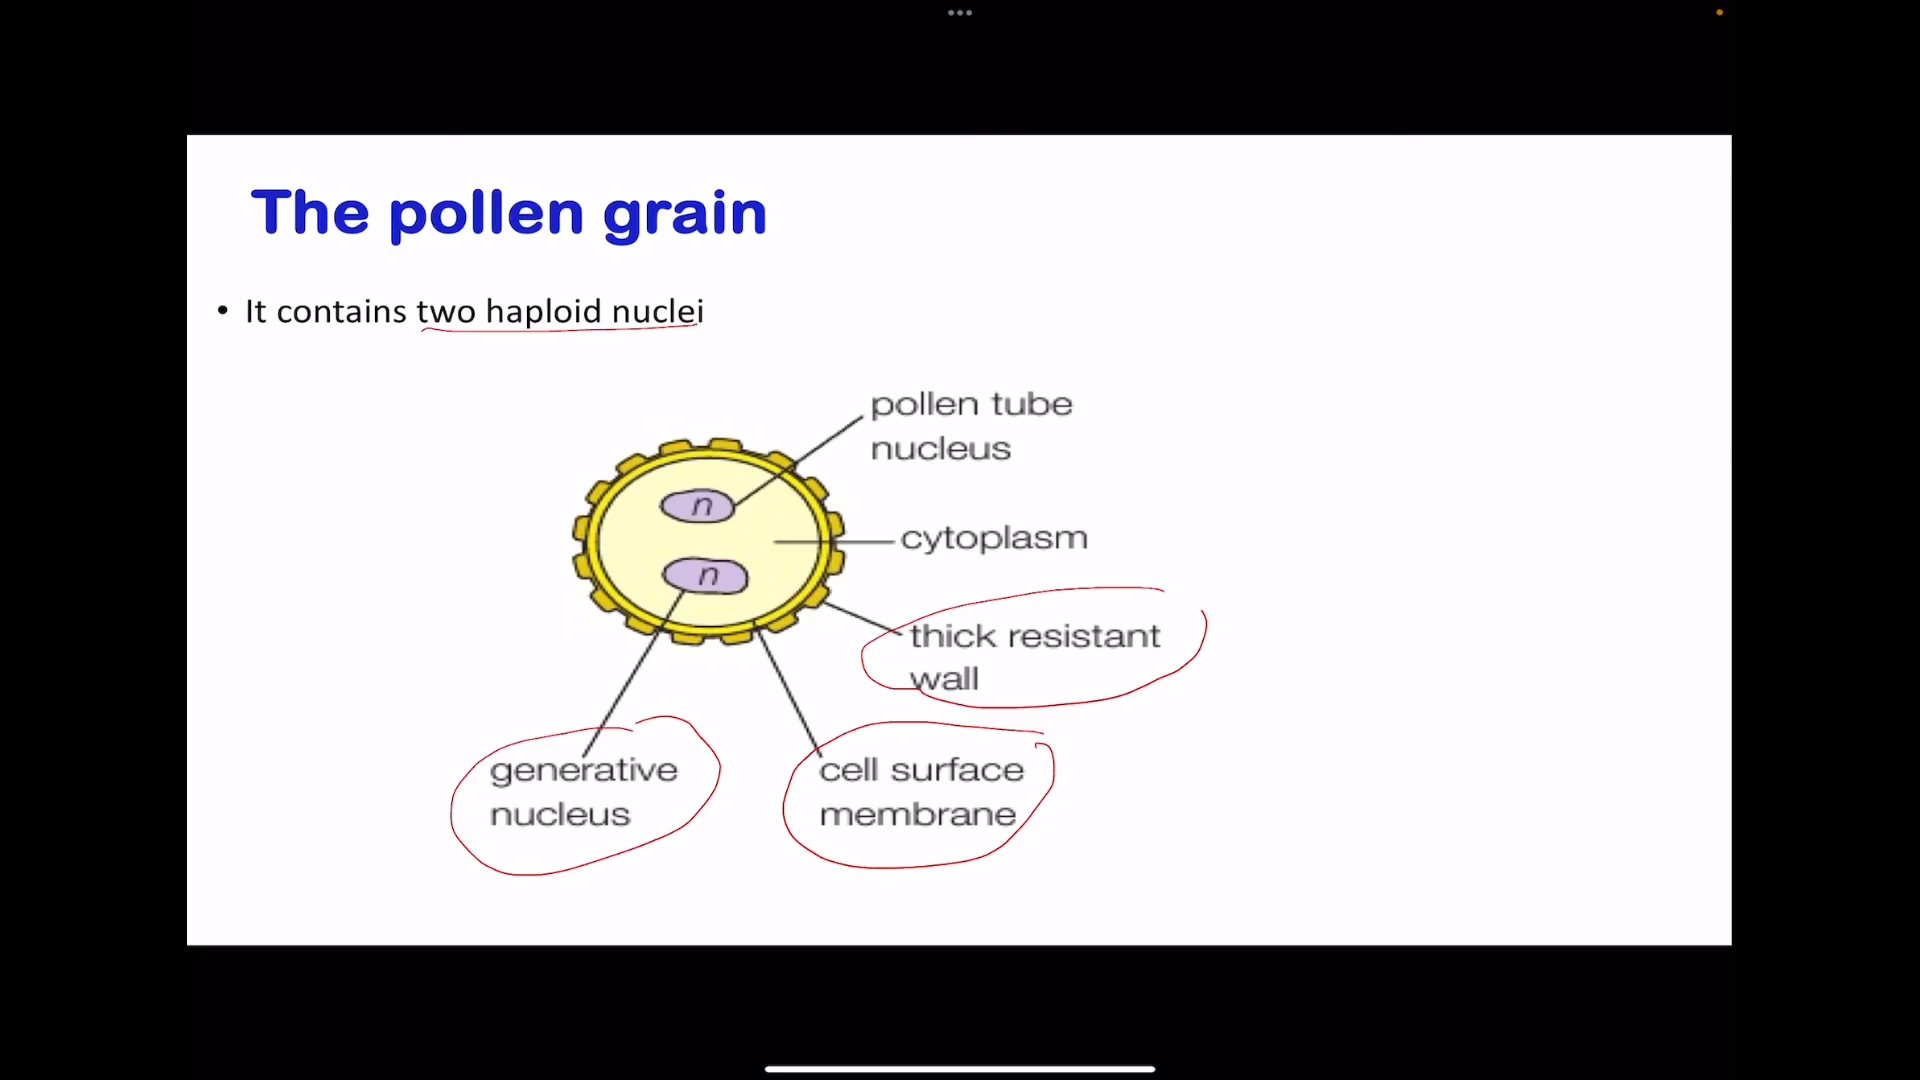 The pollen grain
• It contains two haploid nuclei
pollen tube
nucleus
n
cytoplasm
n
thick resistant
wall
generative
nucleus
cell surface
membrane